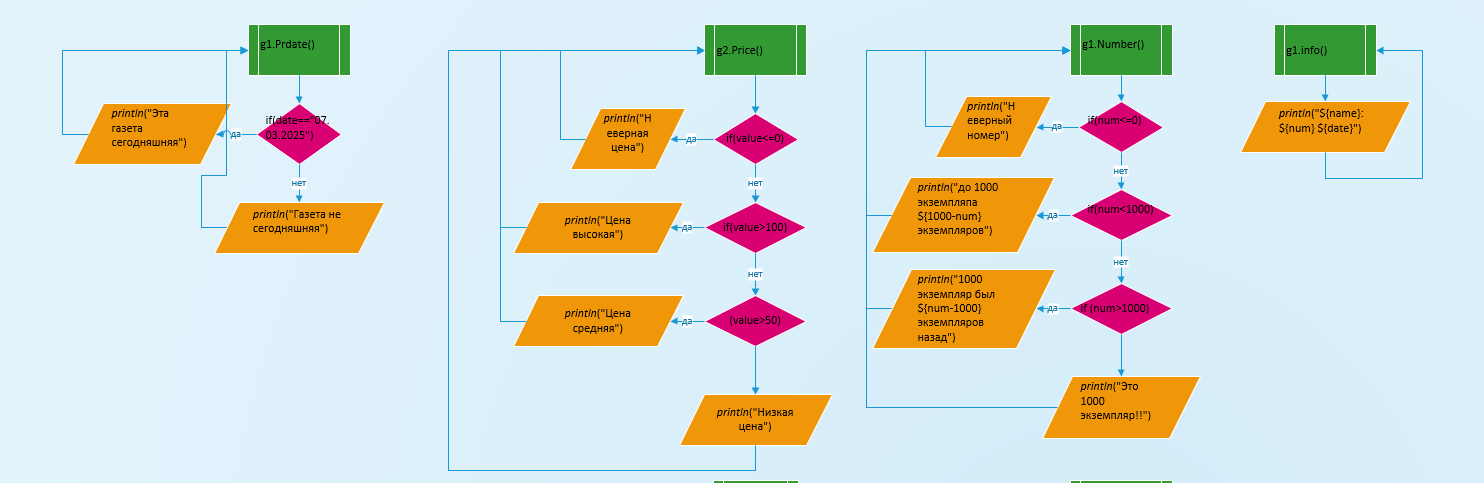 g1.Prdate()
println("Эта
газета
сегодняшняя")
да
if(date=="07.
03.2025")
нет
println("Газета не
сегодняшняя")
g2.Price()
println("Н
еверная
цена")
да
if(value<=0)
нет
println("Цена
высокая")
да
if(value>100)
нет
println("Цена
средняя")
да
(value>50)
println("Низкая
цена")
g1.Number()
println("Н
еверный
номер")
да
if(num<=0)
нет
println("до 1000
экземпляпа
${1000-num}
экземпляров")
да
if(num<1000)
нет
println("1000
экземпляр был
${num-1000}
экземпляров
назад")
да
if (num>1000)
println("Это
1000
экземпляр!!")
g1.info()
println("${name}:
${num} ${date}")